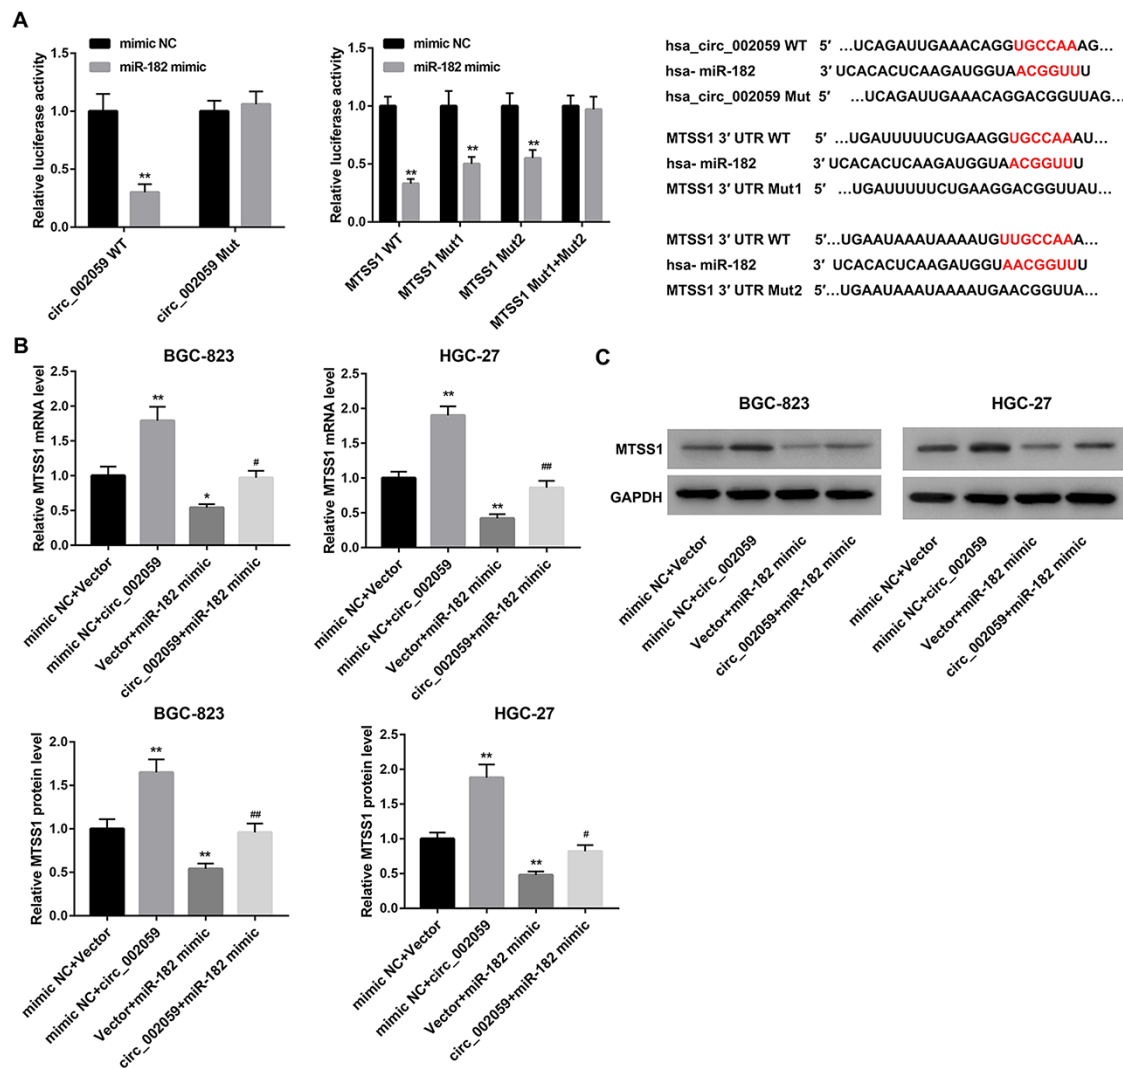 A
Relative luciferase activity
1.5
1.0
0.5
0.0
mimic NC
miR-182 mimic
**
circ_002059 WT
circ_002059 Mut
Relative luciferase activity
1.5
1.0
0.5
0.0
mimic NC
miR-182 mimic
**
**
**
MTSS1 WT
MTSS1 Mut1
MTSS1 Mut2
MTSS1 Mut1+Mut2
hsa_circ_002059 WT 5′ …UCAGAUUGAAACAGGUGCCAAAG…
hsa- miR-182 3′ UCACACUCAAGAUGGUAACGGUUU
hsa_circ_002059 Mut 5′ …UCAGAUUGAAACAGGACGGUUAG…
MTSS1 3′ UTR WT 5′ …UGAUUUUUCUGAAGGUGCCAAAU…
hsa- miR-182 3′ UCACACUCAAGAUGGUAACGGUUU
MTSS1 3′ UTR Mut1 5′ …UGAUUUUUCUGAAGGACGGUUAU…
MTSS1 3′ UTR WT 5′…UGAAUAAAUAAAAUGUUGCCAAA…
hsa- miR-182 3′ UCACACUCAAGAUGGUAACGGUUU
MTSS1 3′ UTR Mut2 5′…UGAAUAAAUAAAAUGAACGGUUA…
B
BGC-823
Relative MTSS1 mRNA level
2.5
2.0
1.5
1.0
0.5
0.0
**
*
#
mimic NC+Vector
mimic NC+circ_002059
Vector+miR-182 mimic
circ_002059+miR-182 mimic
HGC-27
Relative MTSS1 mRNA level
2.5
2.0
1.5
1.0
0.5
0.0
**
**
##
mimic NC+Vector
mimic NC+circ_002059
Vector+miR-182 mimic
circ_002059+miR-182 mimic
C
BGC-823
HGC-27
MTSS1
GAPDH
mimic NC+Vector
mimic NC+circ_002059
Vector+miR-182 mimic
circ_002059+miR-182 mimic
mimic NC+Vector
mimic NC+circ_002059
Vector+miR-182 mimic
circ_002059+miR-182 mimic
BGC-823
Relative MTSS1 protein level
2.0
1.5
1.0
0.5
0.0
**
**
##
mimic NC+Vector
mimic NC+circ_002059
Vector+miR-182 mimic
circ_002059+miR-182 mimic
HGC-27
Relative MTSS1 protein level
2.5
2.0
1.5
1.0
0.5
0.0
**
**
#
mimic NC+Vector
mimic NC+circ_002059
Vector+miR-182 mimic
circ_002059+miR-182 mimic